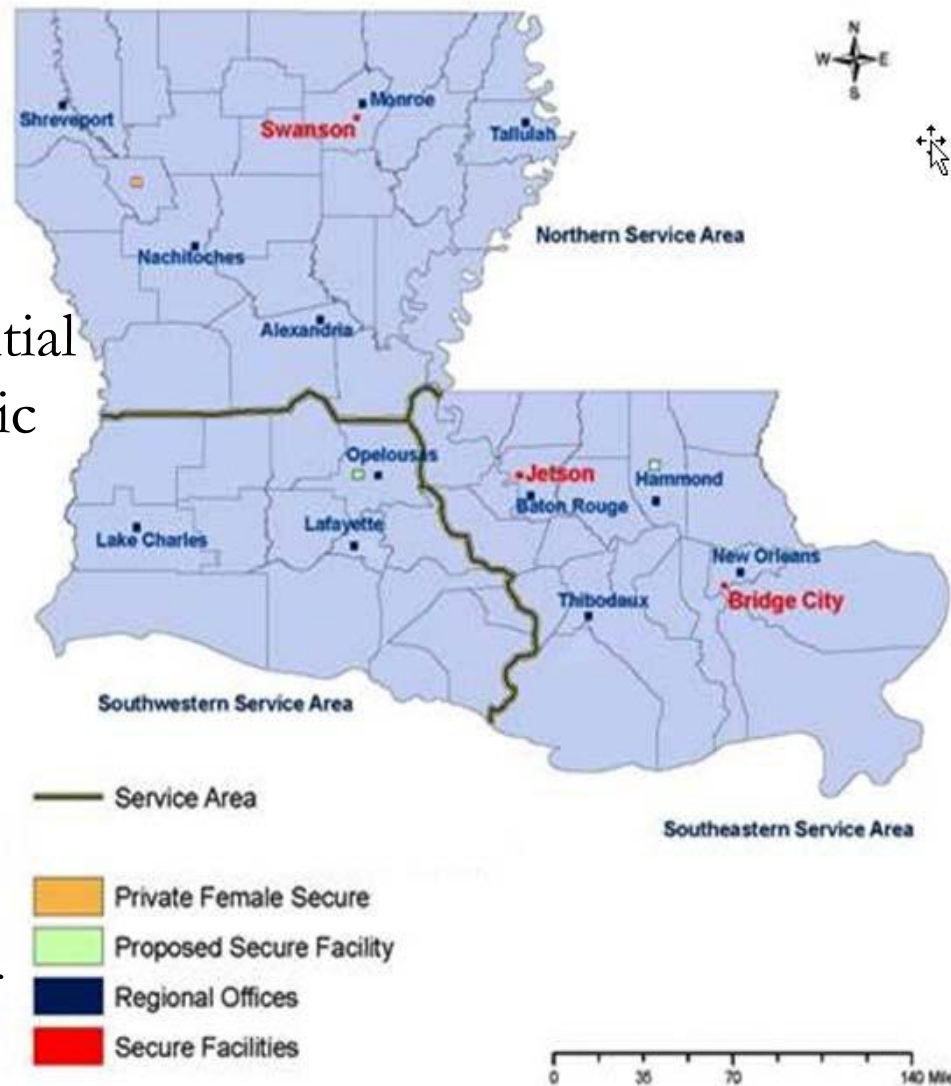 N
W E
S
Shreveport
Monroe
Swanson
Tallulah
Northern Service Area
Nachitoches
Alexandria
tial
ic
Opelousas
Jetson
Hammond
Baton Rouge
Lake Charles
Lafayette
New Orleans
Thibodaux
Bridge City
Southwestern Service Area
Service Area
Southeastern Service Area
Private Female Secure
Proposed Secure Facility
.
Regional Offices
Secure Facilities
0 35 70 140 Miles